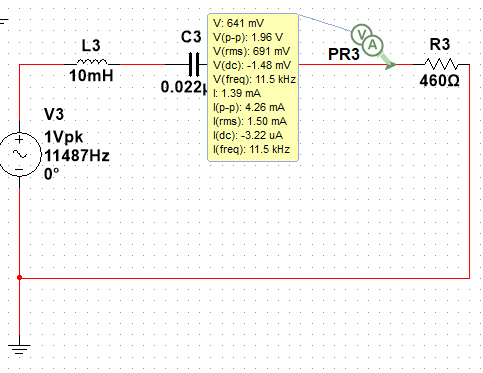 L3
10mH
C3
0.022µ
V: 641 mV
V(p-p): 1.96 V
V(rms): 691 mV
V(dc): -1.48 mV
V(freq): 11.5 kHz
I: 1.39 mA
I(p-p): 4.26 mA
I(rms): 1.50 mA
I(dc): -3.22 uA
I(freq): 11.5 kHz
V
A
PR3
R3
460Ω
V3
1Vpk
11487Hz
0°